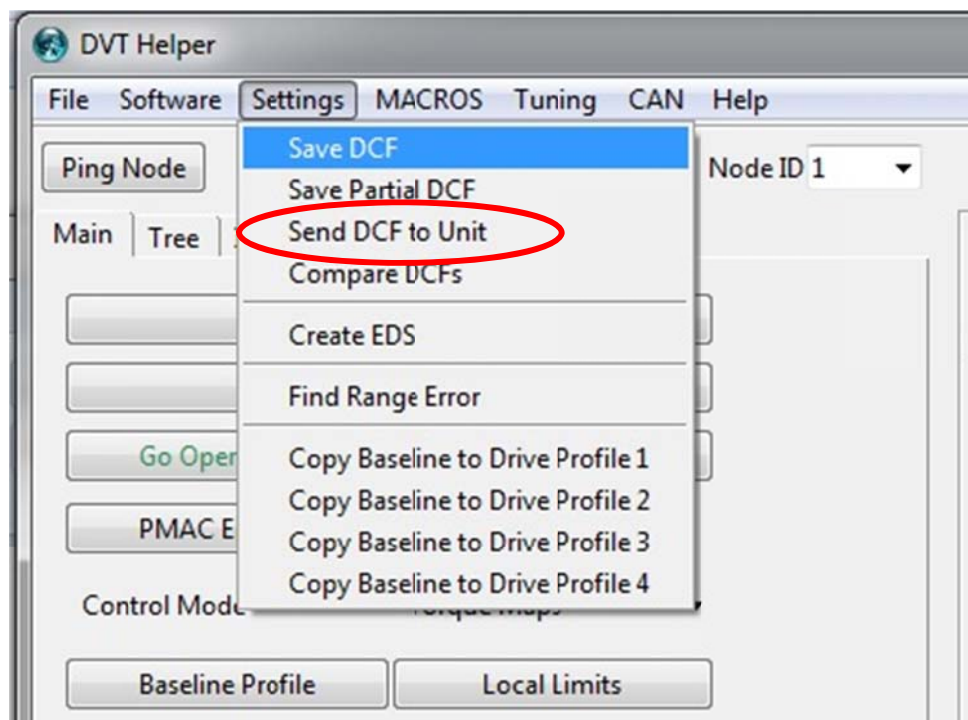 DVT Helper
File Software Settings MACROS Tuning CAN Help
Ping Node
Node ID 1
Main Tree
Save DCF
Save Partial DCF
Send DCF to Unit
Compare DCFs
Create EDS
Find Range Error
Copy Baseline to Drive Profile 1
Copy Baseline to Drive Profile 2
Copy Baseline to Drive Profile 3
Copy Baseline to Drive Profile 4
Go Oper
PMAC E
Control Mode
Baseline Profile Local Limits